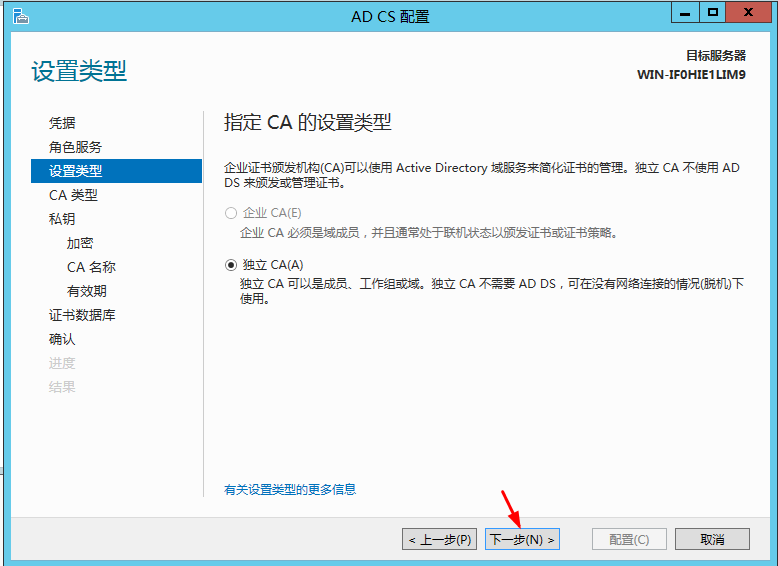 AD CS 配置
设置类型
目标服务器
WIN-IF0HIE1LIM9
凭据
角色服务
设置类型
CA 类型
私钥
加密
CA 名称
有效期
证书数据库
确认
进度
结果
指定 CA 的设置类型
企业证书颁发机构(CA)可以使用 Active Directory 域服务来简化证书的管理。独立 CA 不使用 AD
DS 来颁发或管理证书。
企业 CA(E)
企业 CA 必须是域成员，并且通常处于联机状态以颁发证书或证书策略。
独立 CA(A)
独立 CA 可以是成员、工作组或域。独立 CA 不需要 AD DS，可在没有网络连接的情况(脱机)下
使用。
有关设置类型的更多信息
< 上一步(P)
下一步(N) >
配置(C)
取消